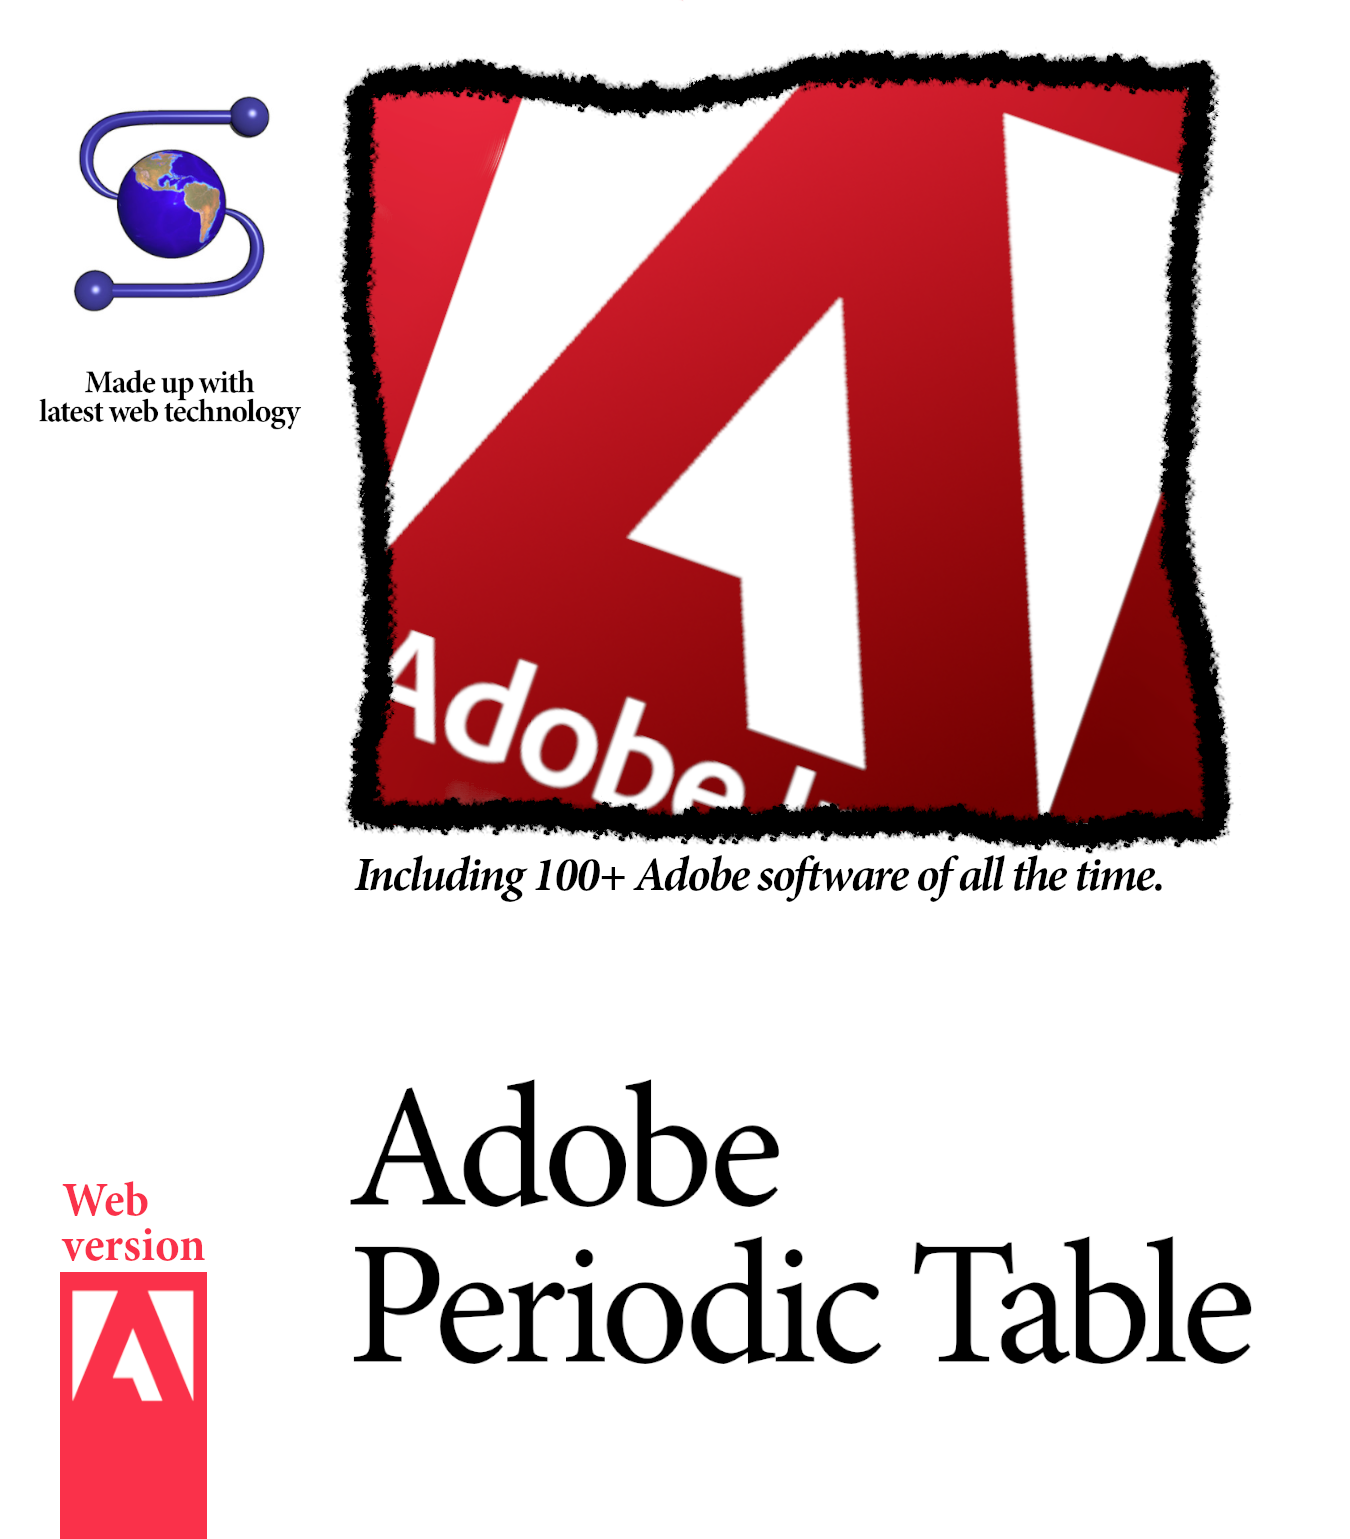 Made up with
latest web technology
Adobe
Including 100+ Adobe software of all the time.
Adobe
Periodic Table
Web
version